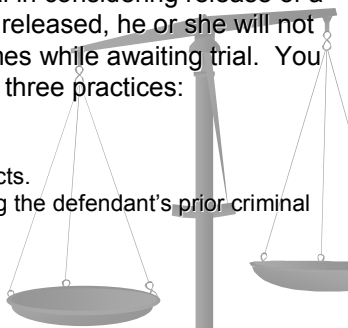 in considering release of a
released, he or she will not
nes while awaiting trial. You
three practices:
cts.
g the defendant's prior criminal